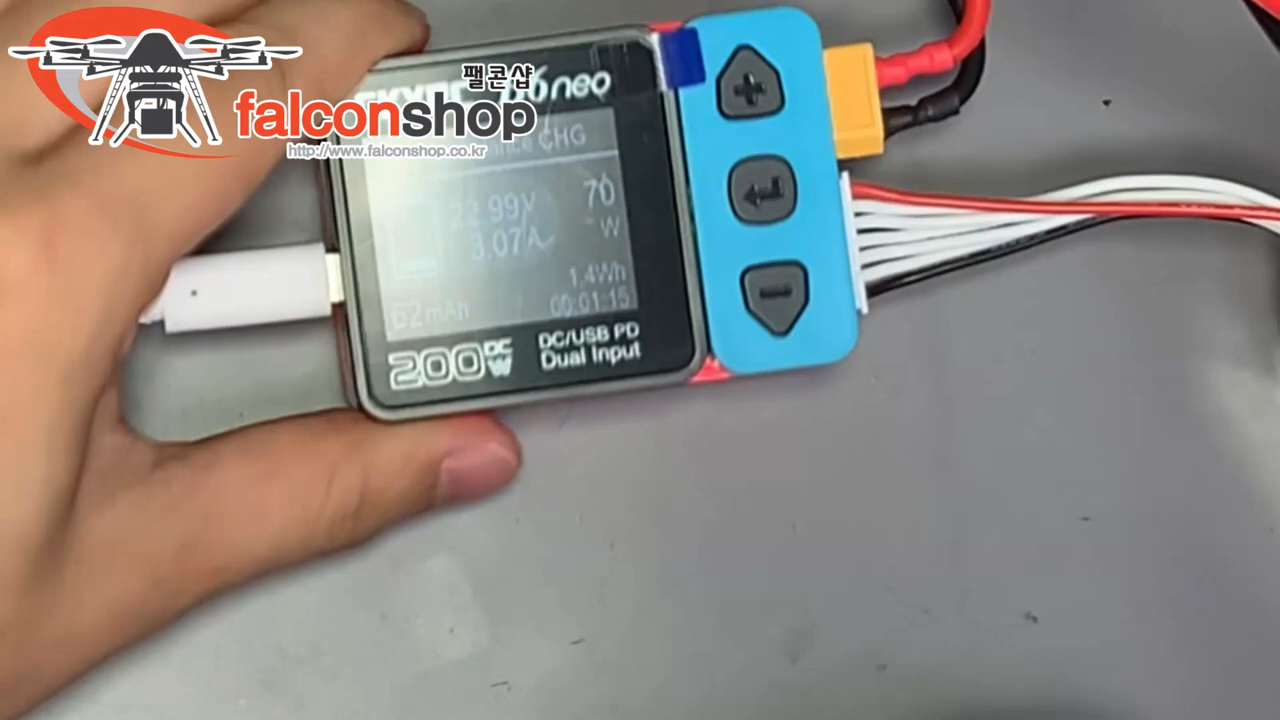 팰콘샵
falconshop
http://www.falconshop.co.kr
neo
CHG
22.99V
70
W
3.07A
1.4Wh
62mAh
00:01:15
200 DC W
DC/USB PD
Dual Input